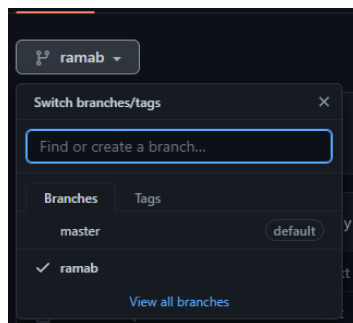 ramab
Switch branches/tags
Find or create a branch...
Branches Tags
master default
ramab
View all branches